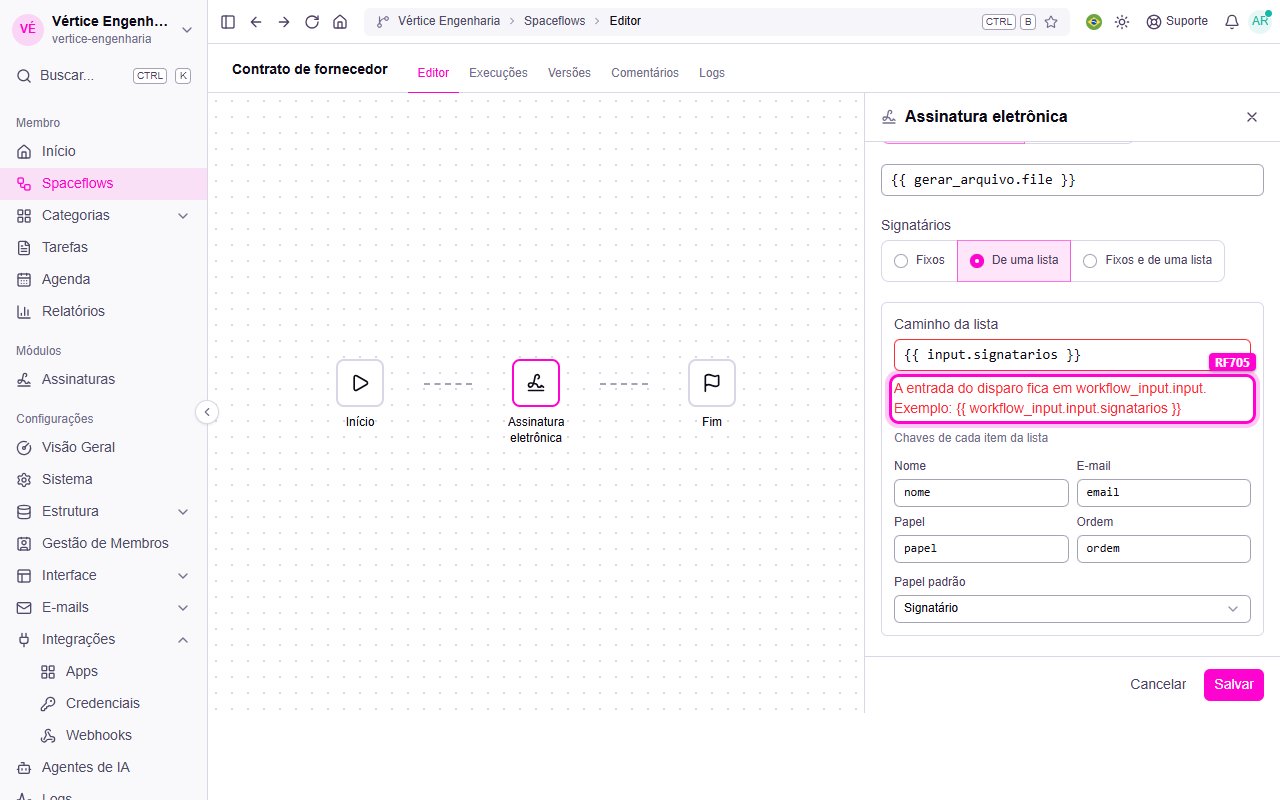 VÉ
Vértice Engenh...
vertice-engenharia
Buscar...
CTRL
K
Membro
Início
Spaceflows
Categorias
Tarefas
Agenda
Relatórios
Módulos
Assinaturas
Configurações
Visão Geral
Sistema
Estrutura
Gestão de Membros
Interface
E-mails
Integrações
Apps
Credenciais
Webhooks
Agentes de IA
Logs
Vértice Engenharia
Spaceflows
Editor
CTRL
B
Suporte
AR
Contrato de fornecedor
Editor
Execuções
Versões
Comentários
Logs
Início
Assinatura
eletrônica
Fim
Assinatura eletrônica
{{ gerar_arquivo.file }}
Signatários
Fixos
De uma lista
Fixos e de uma lista
Caminho da lista
{{ input.signatarios }}
RF705
A entrada do disparo fica em workflow_input.input.
Exemplo: {{ workflow_input.input.signatarios }}
Chaves de cada item da lista
Nome
E-mail
nome
email
Papel
Ordem
papel
ordem
Papel padrão
Signatário
Cancelar
Salvar